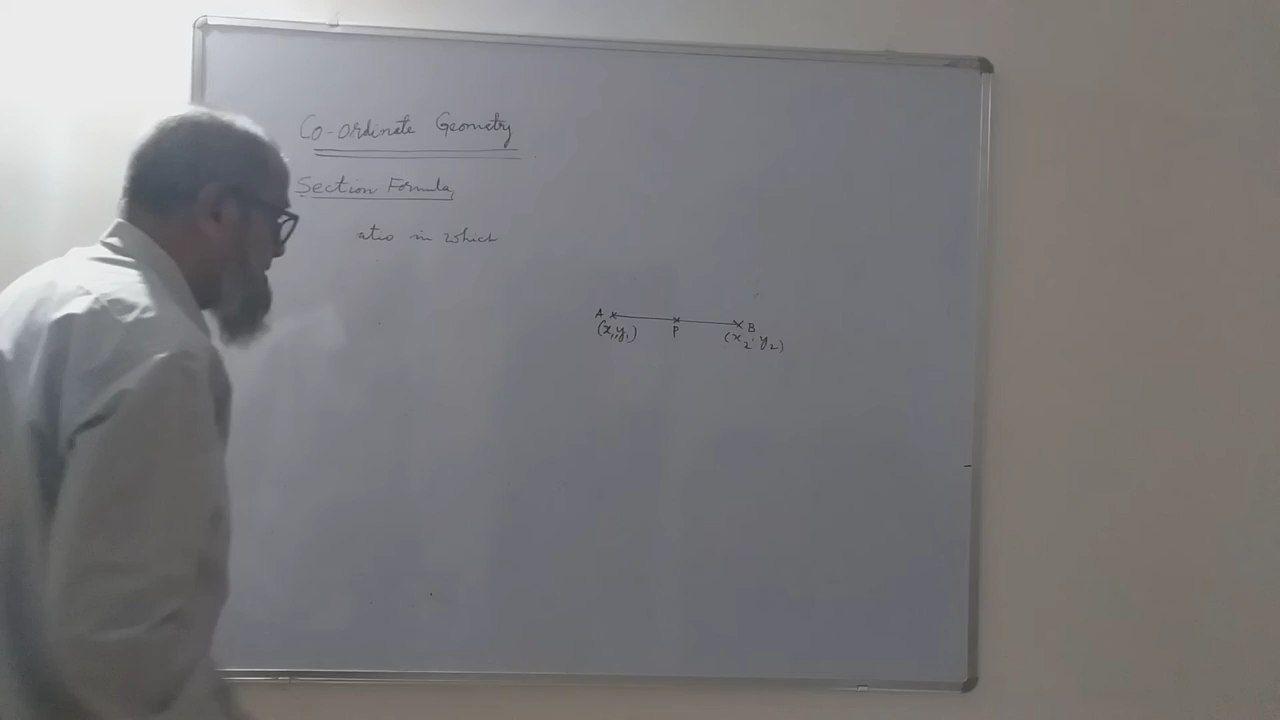 Co-ordinate Geometry
Section Formula,
atio in which
A B
P
(x₁,y₁) (x₂, y₂)